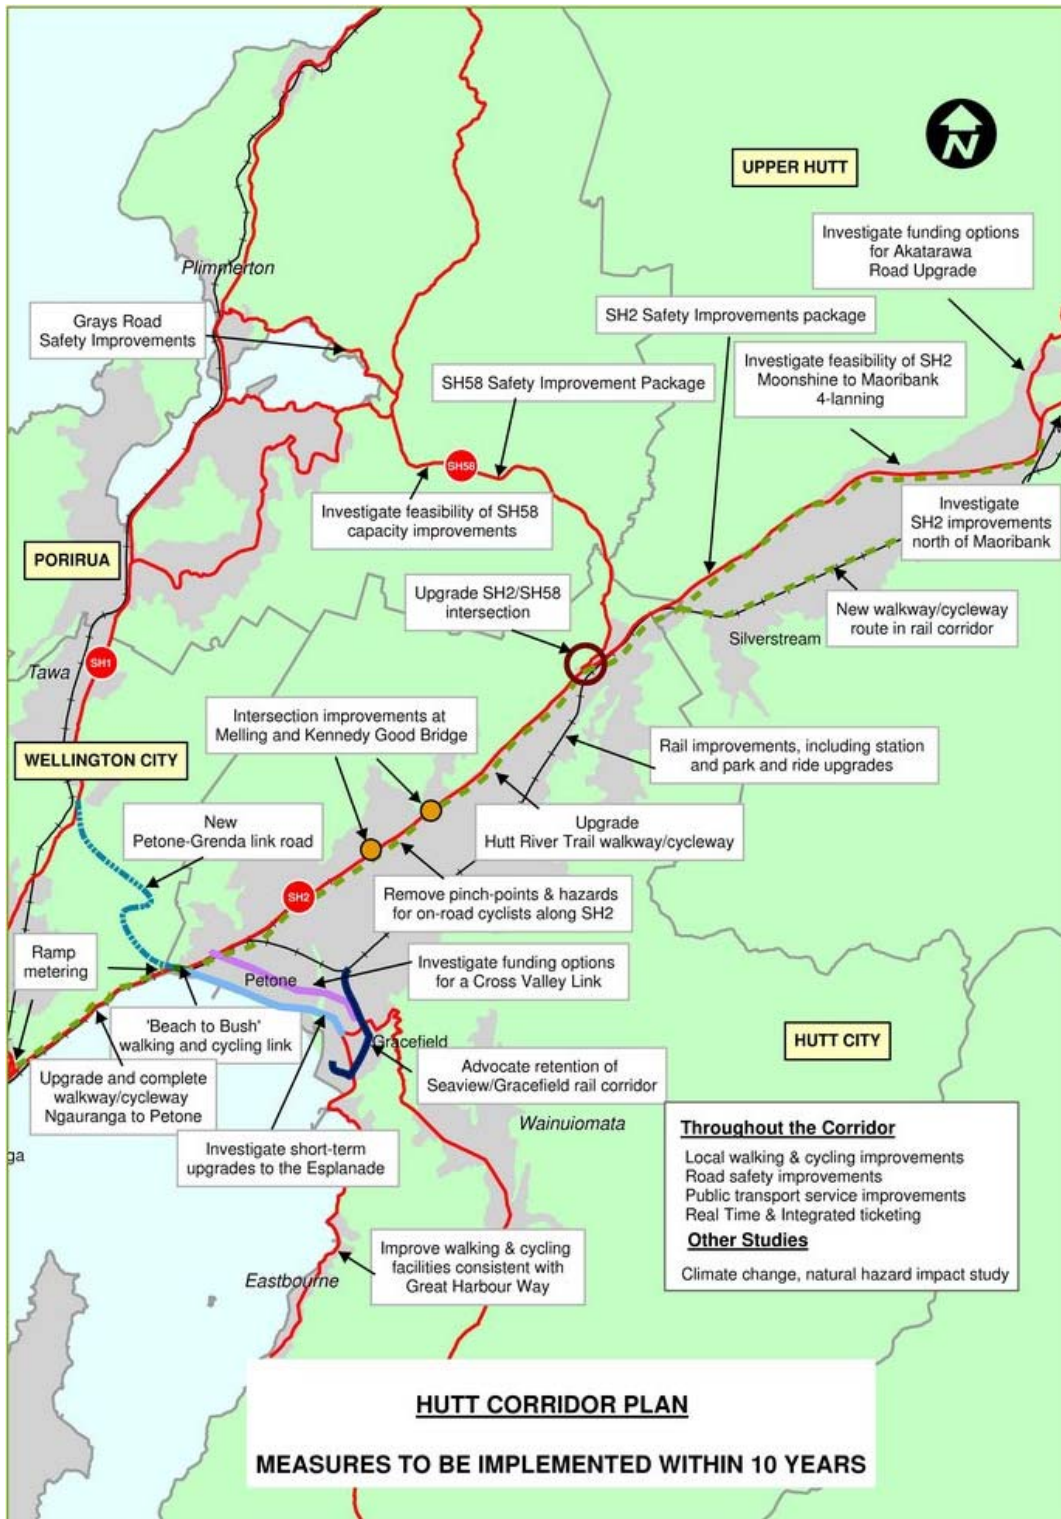 UPPER HUTT
Investigate funding options
for Akatarawa
Road Upgrade
Plimmerton
Grays Road
Safety Improvements
SH2 Safety Improvements package
Investigate feasibility of SH2
Moonshine to Maoribank
4-lanning
SH58 Safety Improvement Package
SH58
Investigate feasibility of SH58
capacity improvements
Investigate
SH2 improvements
north of Maoribank
PORIRUA
Upgrade SH2/SH58
intersection
New walkway/cycleway
route in rail corridor
Silverstream
Tawa
SH1
Intersection improvements at
Melling and Kennedy Good Bridge
WELLINGTON CITY
Rail improvements, including station
and park and ride upgrades
New
Petone-Grenda link road
Upgrade
Hutt River Trail walkway/cycleway
SH2
Remove pinch-points & hazards
for on-road cyclists along SH2
Ramp
metering
Petone
Investigate funding options
for a Cross Valley Link
'Beach to Bush'
walking and cycling link
Gracefield
HUTT CITY
Upgrade and complete
walkway/cycleway
Ngauranga to Petone
Advocate retention of
Seaview/Gracefield rail corridor
Wainuiomata
Investigate short-term
upgrades to the Esplanade
ga
Throughout the Corridor
Local walking & cycling improvements
Road safety improvements
Public transport service improvements
Real Time & Integrated ticketing
Other Studies
Climate change, natural hazard impact study
Improve walking & cycling
facilities consistent with
Great Harbour Way
Eastbourne
HUTT CORRIDOR PLAN
MEASURES TO BE IMPLEMENTED WITHIN 10 YEARS
N